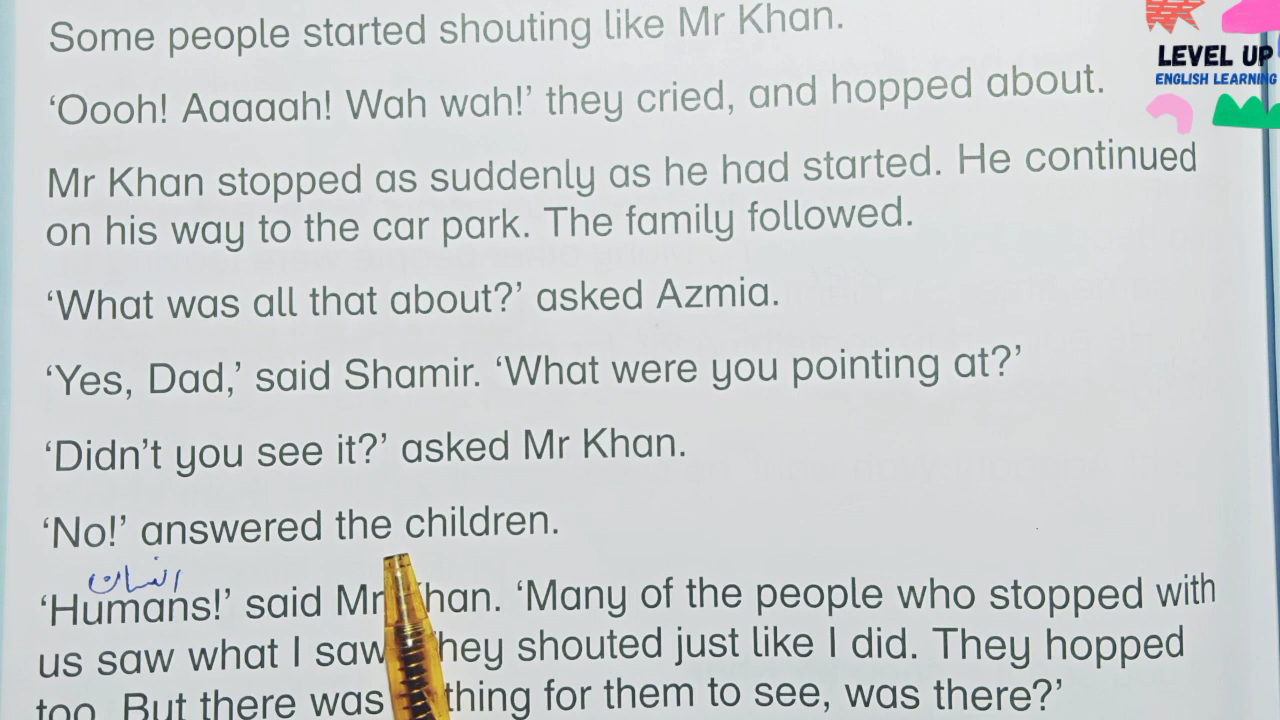 Some people started shouting like Mr Khan.
LEVEL UP
ENGLISH LEARNING
‘Oooh! Aaaaah! Wah wah!’ they cried, and hopped about.
Mr Khan stopped as suddenly as he had started. He continued
on his way to the car park. The family followed.
‘What was all that about?’ asked Azmia.
‘Yes, Dad,’ said Shamir. ‘What were you pointing at?’
‘Didn’t you see it?’ asked Mr Khan.
‘No!’ answered the children.
انسان
‘Humans!’ said Mr han. ‘Many of the people who stopped with
us saw what I saw hey shouted just like I did. They hopped
too. But there was thing for them to see, was there?’